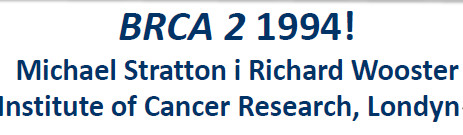 BRCA 2 1994!
Michael Stratton i Richard Wooster
Institute of Cancer Research, Londyn